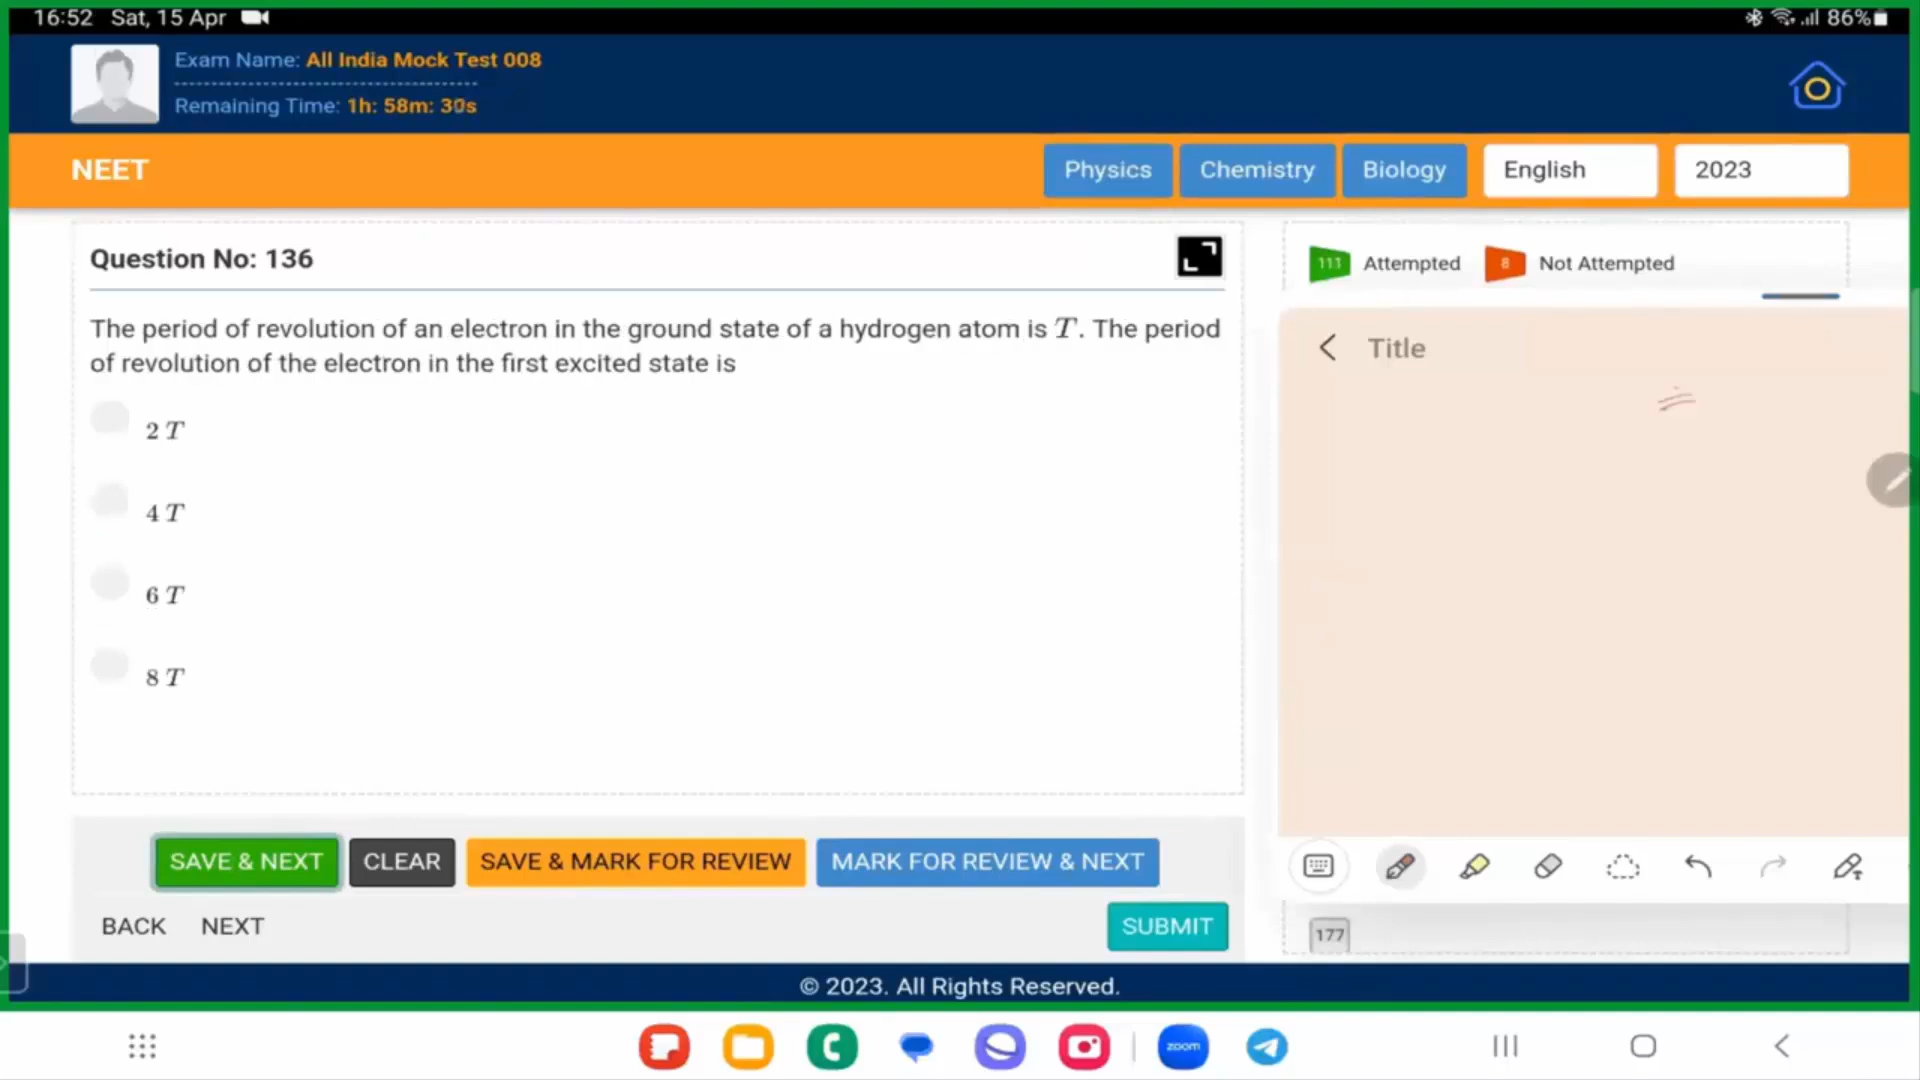 16:52 Sat, 15 Apr
86%
Exam Name: All India Mock Test 008
Remaining Time: 1h: 58m: 30s
NEET
Physics
Chemistry
Biology
English
2023
Question No: 136
111 Attempted
8 Not Attempted
The period of revolution of an electron in the ground state of a hydrogen atom is T. The period
of revolution of the electron in the first excited state is
2 T
4 T
6 T
8 T
Title
SAVE & NEXT
CLEAR
SAVE & MARK FOR REVIEW
MARK FOR REVIEW & NEXT
BACK
NEXT
SUBMIT
177
© 2023. All Rights Reserved.
zoom